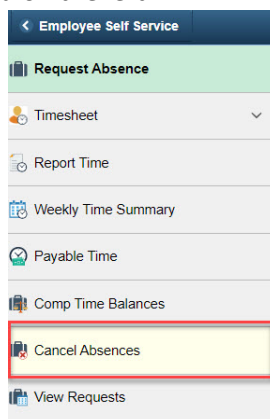 Employee Self Service
Request Absence
Timesheet
Report Time
Weekly Time Summary
Payable Time
Comp Time Balances
Cancel Absences
View Requests